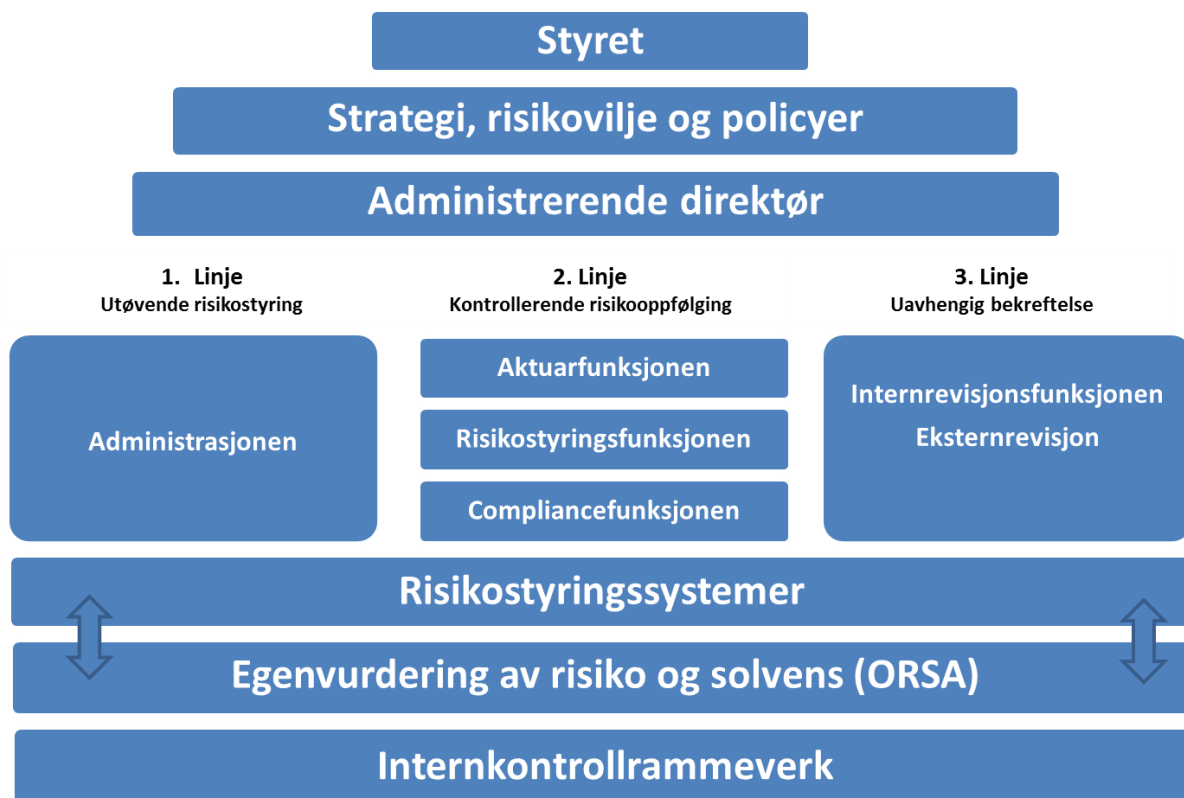 Styret
Strategi, risikovilje og policyer
Administrerende direktør
1. Linje
Utøvende risikostyring
2. Linje
Kontrollerende risikooppfølging
3. Linje
Uavhengig bekreftelse
Administrasjonen
Aktuarfunksjonen
Risikostyringsfunksjonen
Compliancefunksjonen
Internrevisjonsfunksjonen
Eksternrevisjon
Risikostyringssystemer
Egenvurdering av risiko og solvens (ORSA)
Internkontrollrammeverk